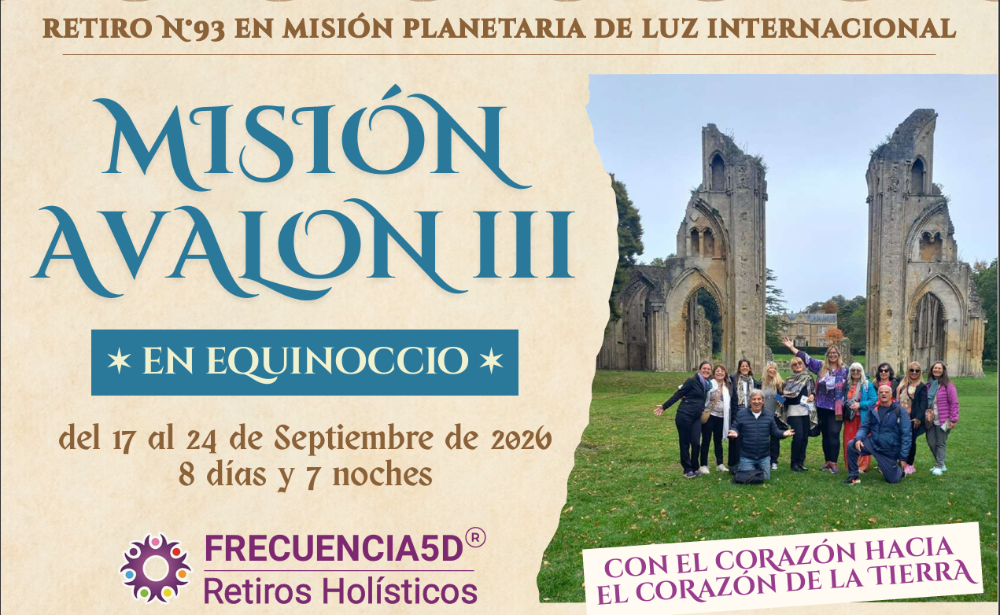 RETIRO N°93 EN MISIÓN PLANETARIA DE LUZ INTERNACIONAL
MISIÓN
AVALON III
✶ EN EQUINOCCIO ✶
del 17 al 24 de Septiembre de 2026
8 días y 7 noches
FRECUENCIA5D®
Retiros Holísticos
CON EL CORAZÓN HACIA
EL CORAZÓN DE LA TIERRA